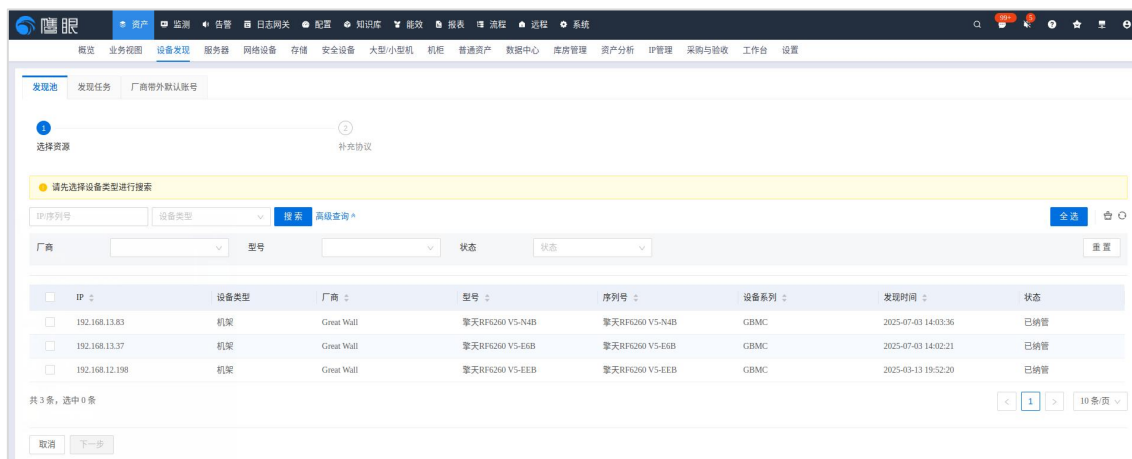 鹰眼 资产 监测 告警 日志网关 配置 知识库 能效 报表 流程 远程 系统 99+ 5
概览 业务视图 设备发现 服务器 网络设备 存储 安全设备 大型/小型机 机柜 普通资产 数据中心 库房管理 资产分析 IP管理 采购与验收 工作台 设置
发现池 发现任务 厂商带外默认账号
1 2
选择资源 补充协议
请先选择设备类型进行搜索
IP/序列号 设备类型 搜索 高级查询 全选
厂商 型号 状态 状态 重置
IP 设备类型 厂商 型号 序列号 设备系列 发现时间 状态
192.168.13.83 机架 Great Wall 擎天RF6260 V5-N4B 擎天RF6260 V5-N4B GBMC 2025-07-03 14:03:36 已纳管
192.168.13.37 机架 Great Wall 擎天RF6260 V5-E6B 擎天RF6260 V5-E6B GBMC 2025-07-03 14:02:21 已纳管
192.168.12.198 机架 Great Wall 擎天RF6260 V5-EEB 擎天RF6260 V5-EEB GBMC 2025-03-13 19:52:20 已纳管
共 3 条，选中 0 条 < 1 > 10 条/页
取消 下一步